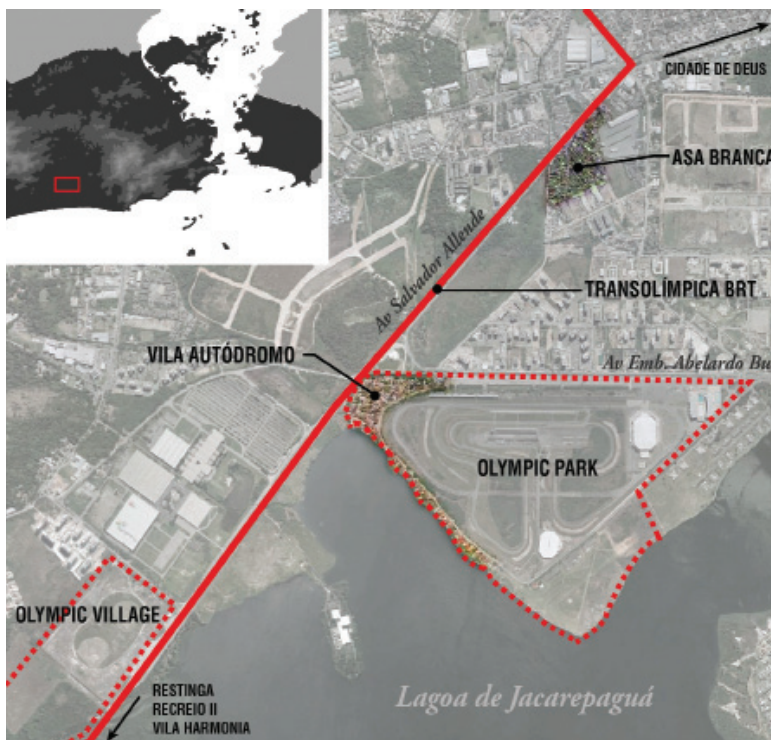 CIDADE DE DEUS
ASA BRANCA
Av Salvador Allende
TRANSOLÍMPICA BRT
VILA AUTÓDROMO
Av Emb. Abelardo Bu
OLYMPIC PARK
OLYMPIC VILLAGE
RESTINGA
RECREIO II
VILA HARMONIA
Lagoa de Jacarepaguá